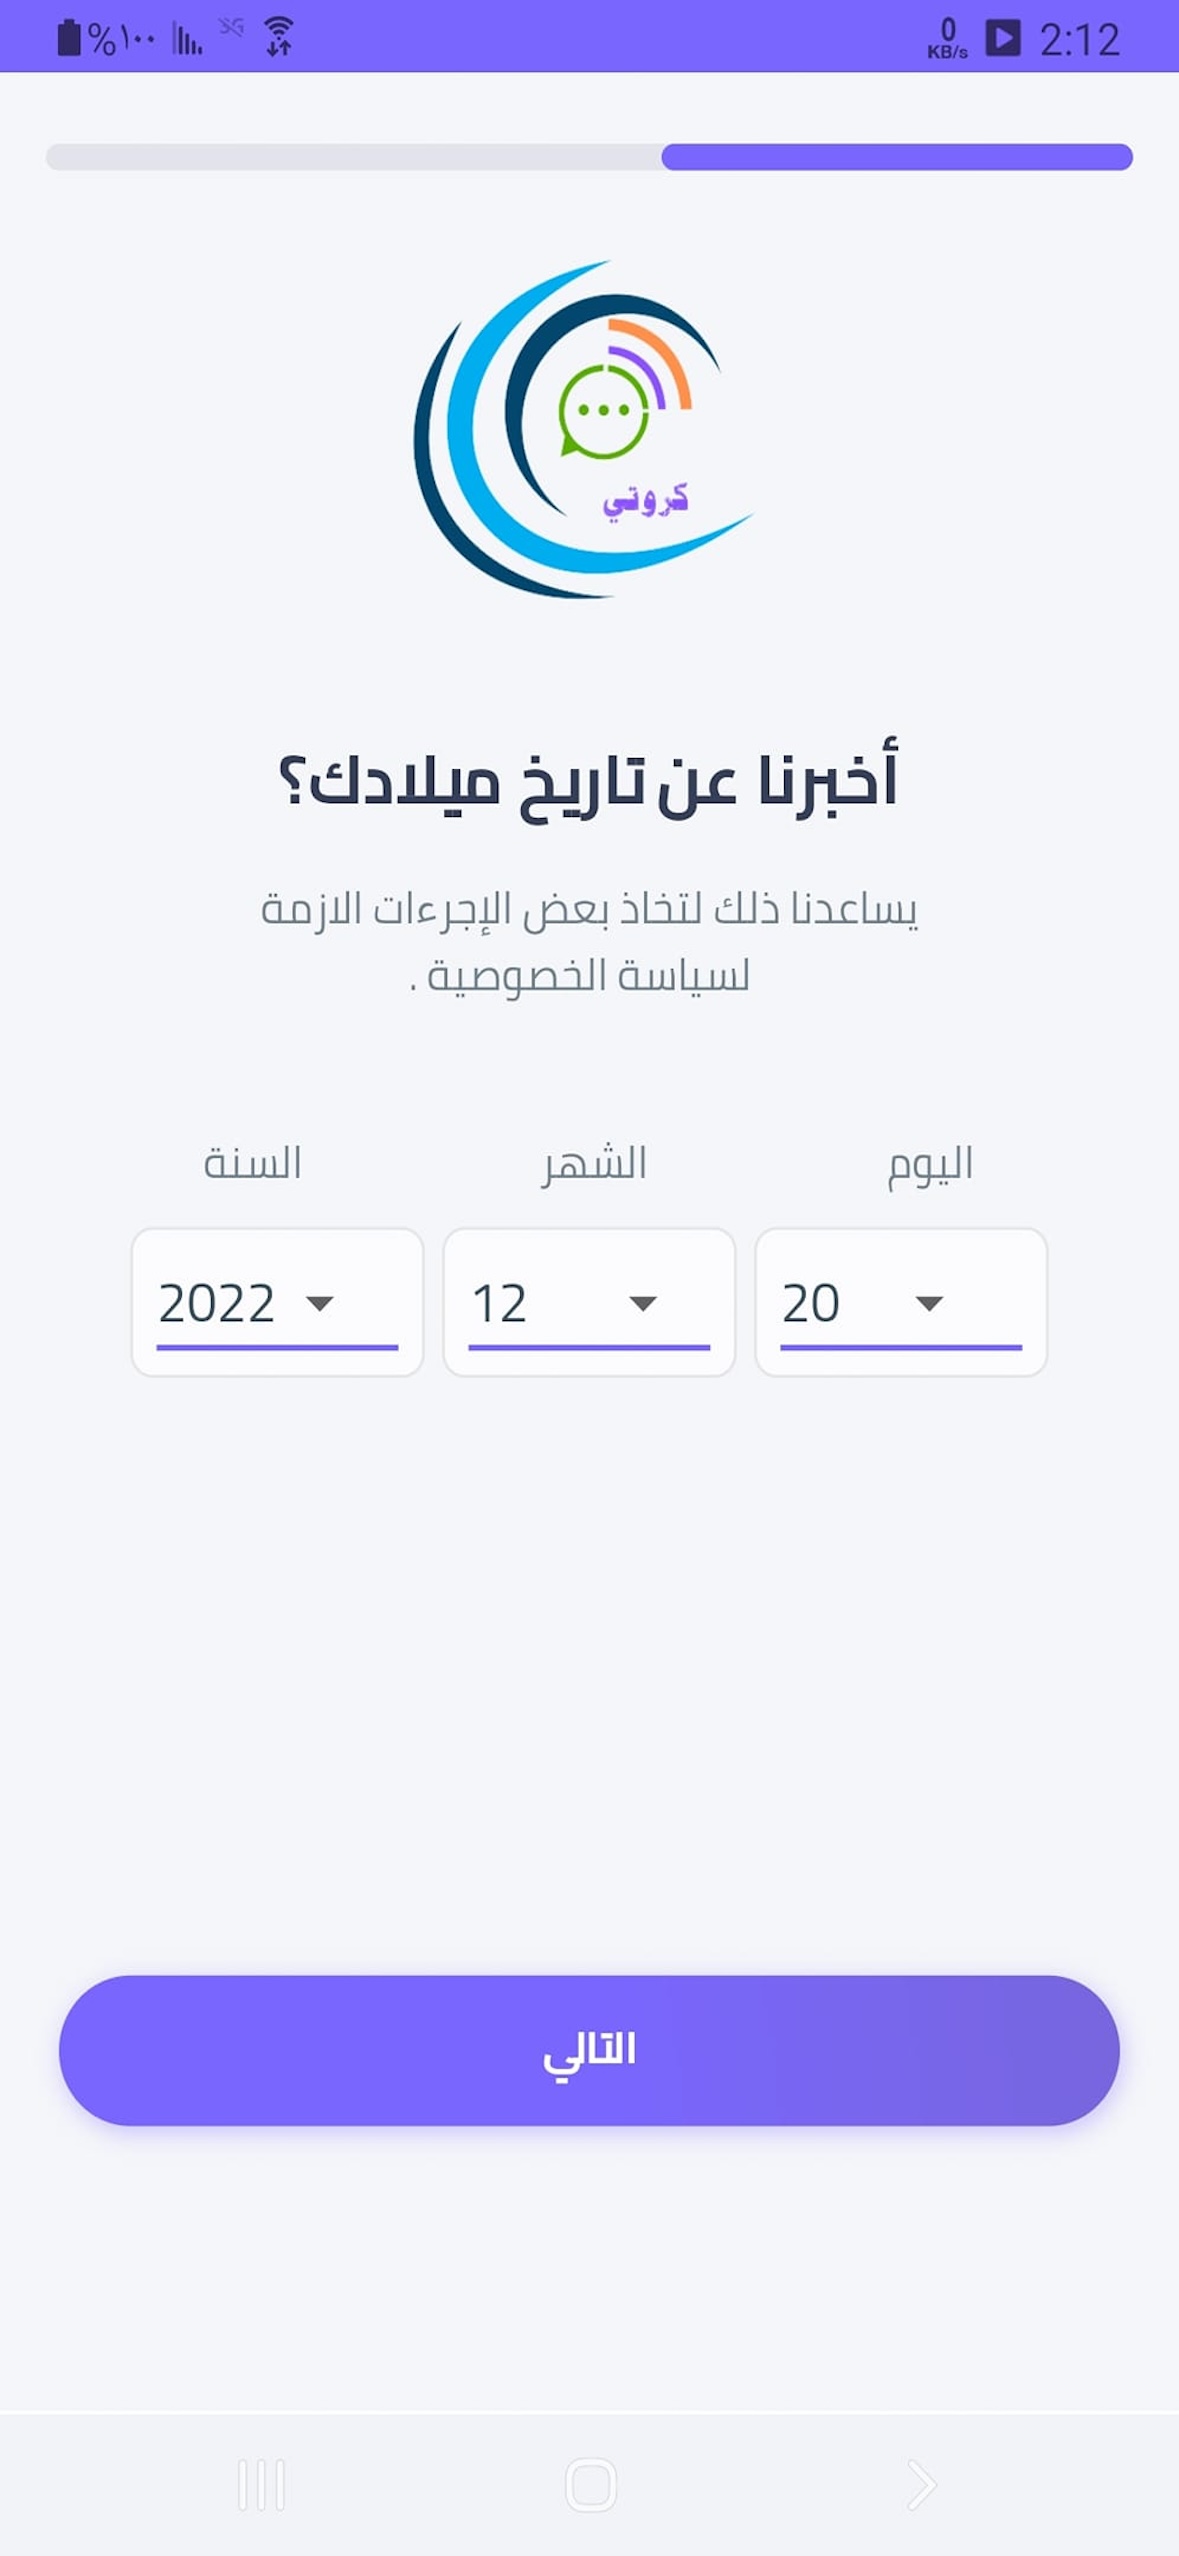 %١٠٠
3G
0
KB/s
2:12
كروتي
أخبرنا عن تاريخ ميلادك؟
يساعدنا ذلك لتخاذ بعض الإجرءات الازمة
لسياسة الخصوصية .
اليوم الشهر السنة
20 12 2022
التالي